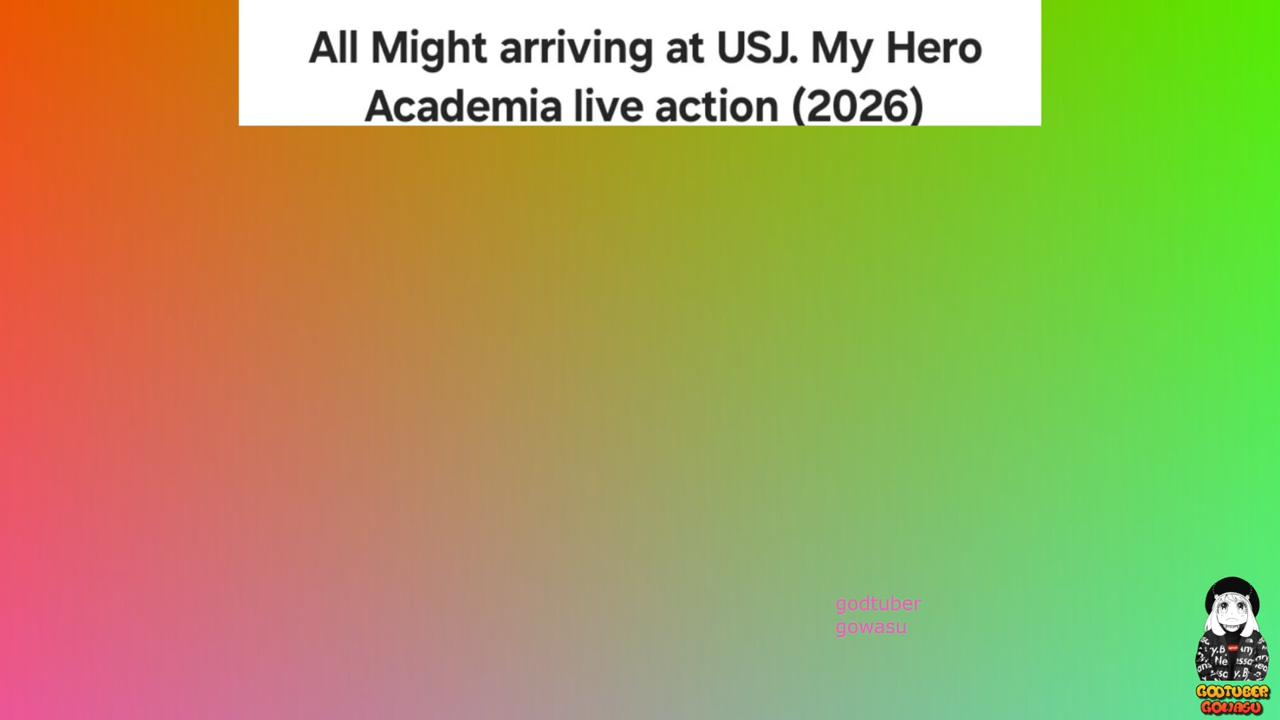 All Might arriving at USJ. My Hero
Academia live action (2026)
godtuber
gowasu
GODTUBER
GOWASU